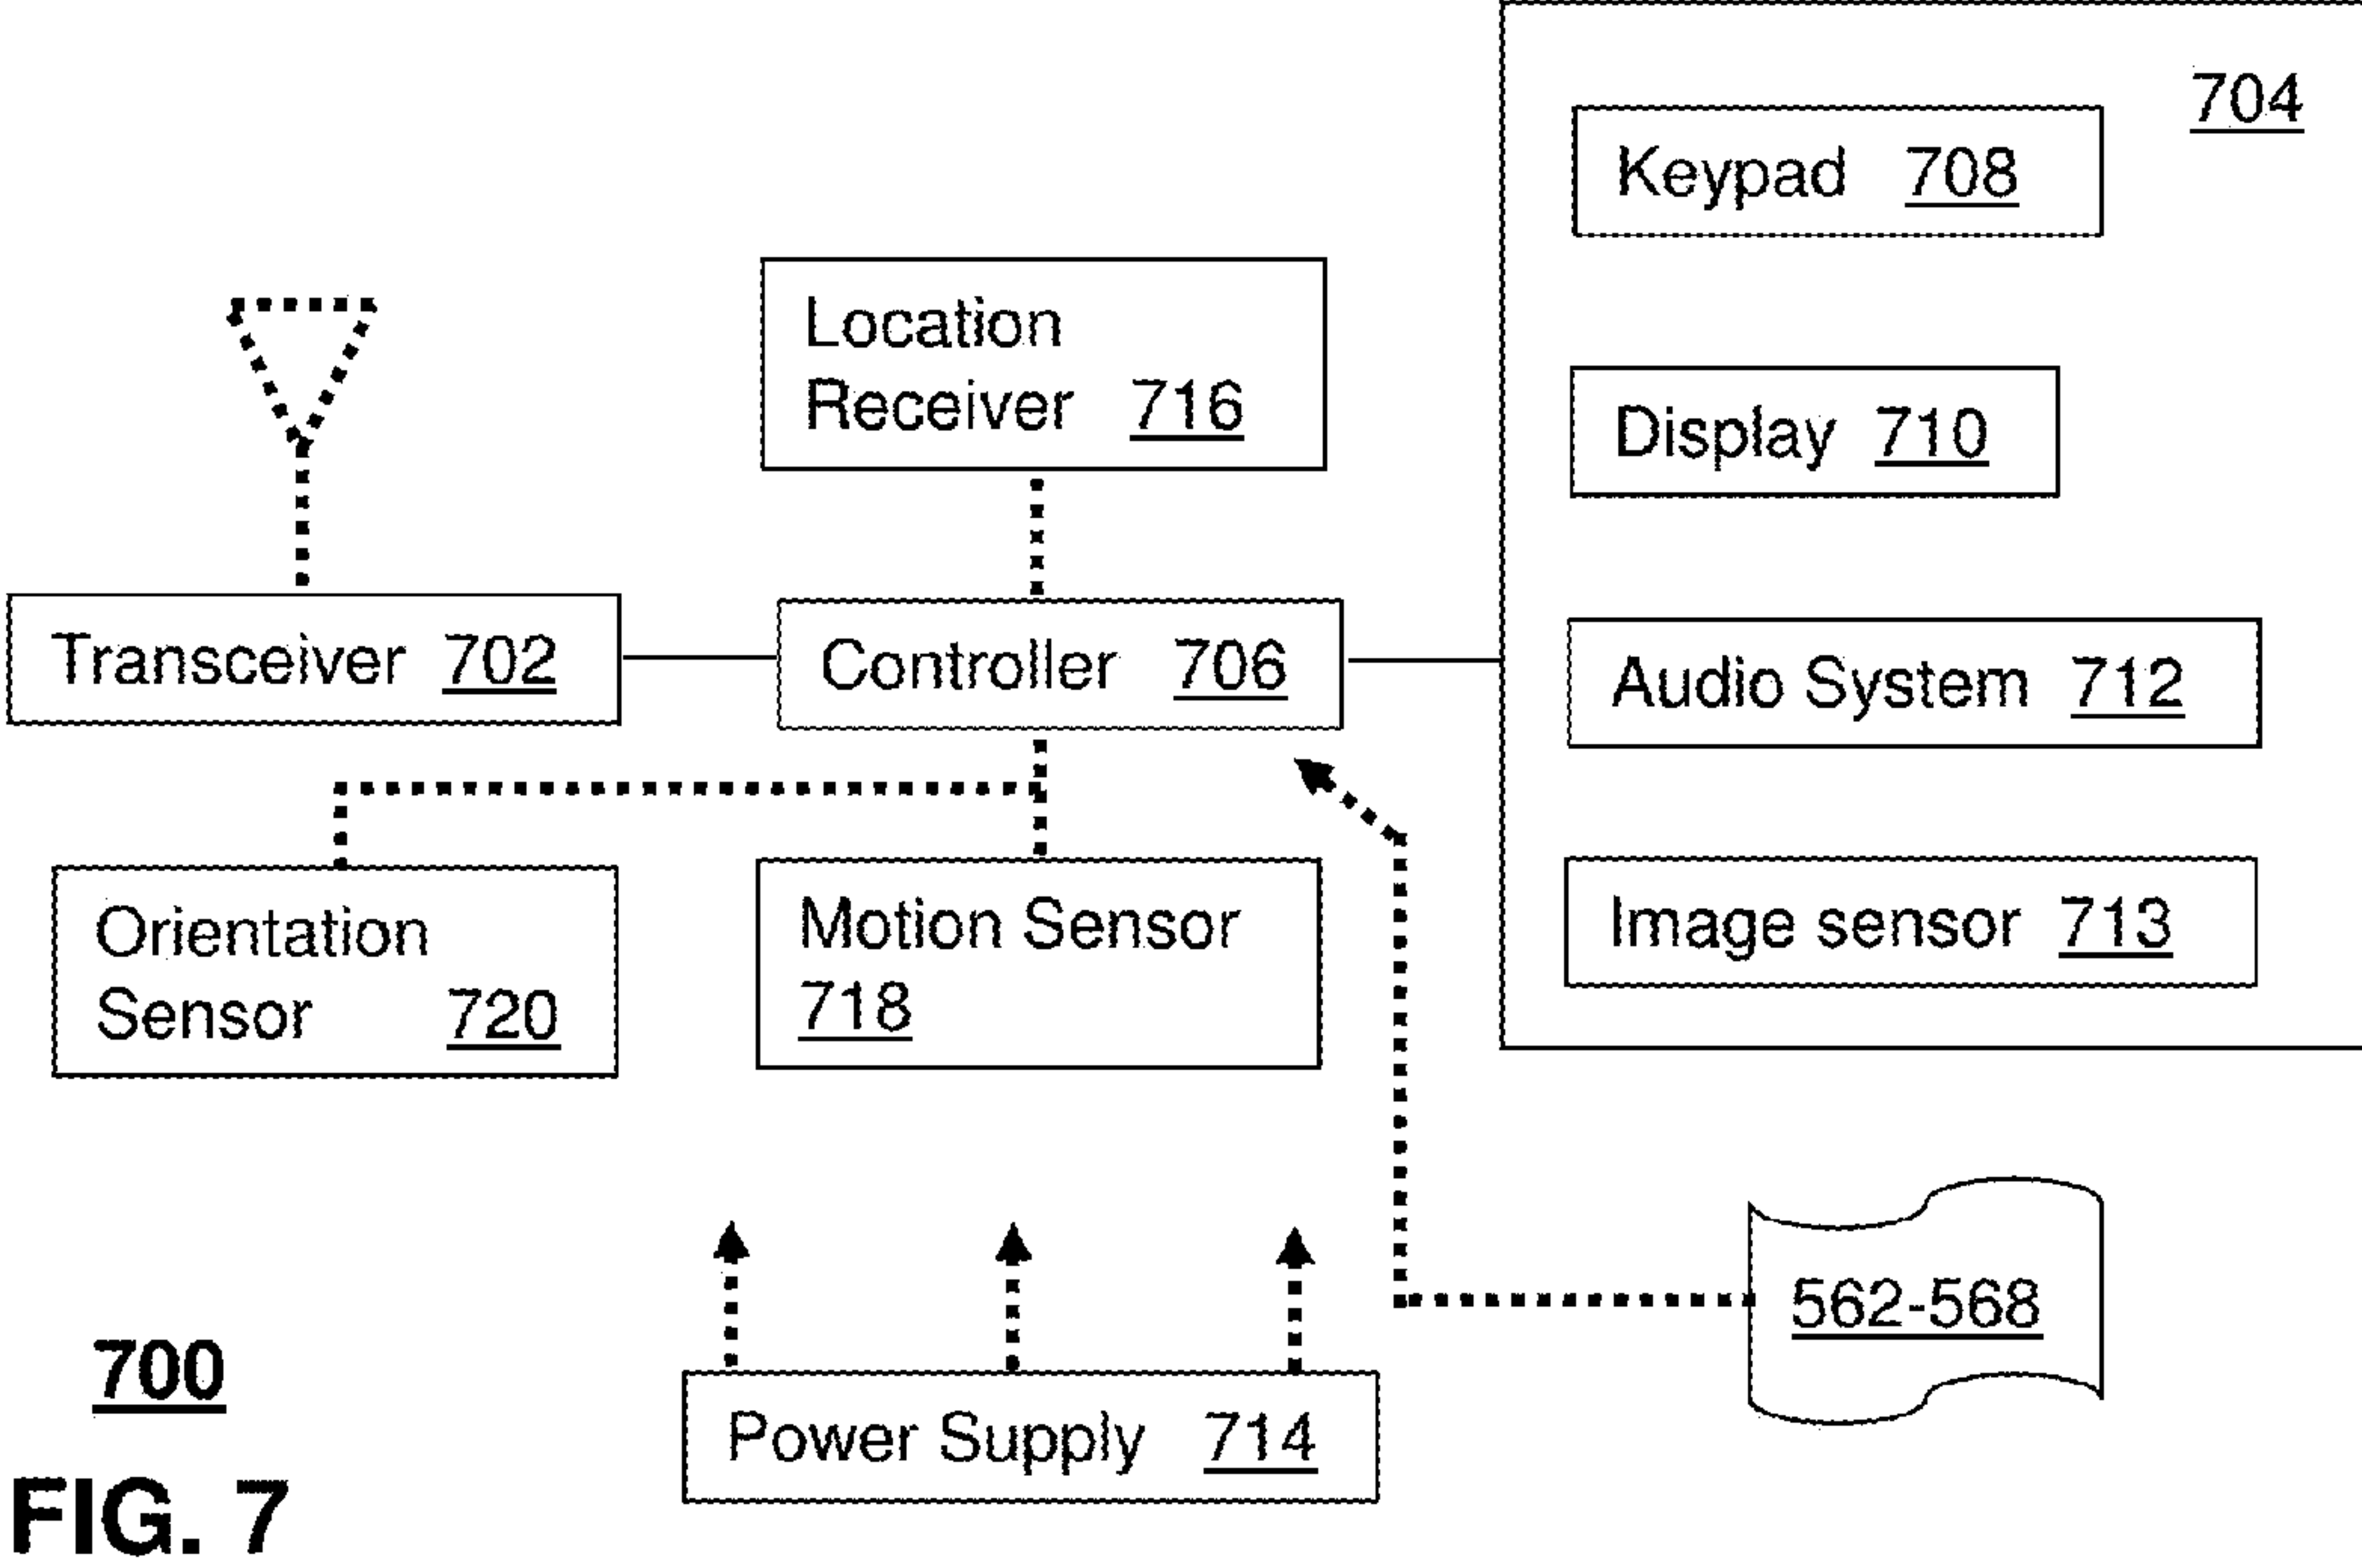 704
Keypad 708
Location
Receiver 716
Display 710
Transceiver 702
Controller 706
Audio System 712
Orientation
Sensor 720
Motion Sensor
718
Image sensor 713
562-568
700
Power Supply 714
FIG. 7